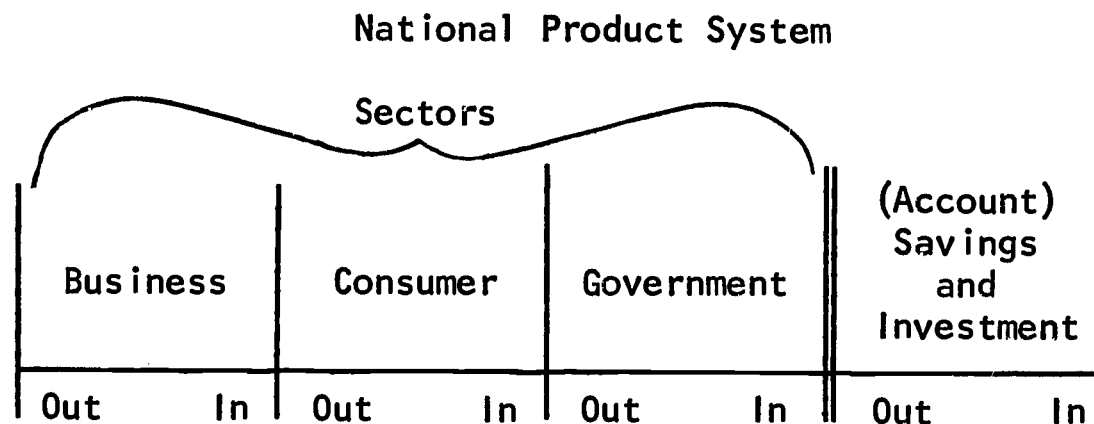 National Product System
Sectors
(Account)
Savings
and
Investment
Business Consumer Government
Out In Out In Out In Out In